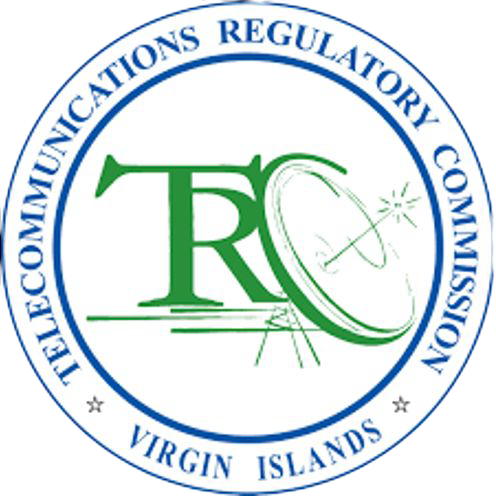 TELECOMMUNICATIONS REGULATORY COMMISSION
TRC
VIRGIN ISLANDS